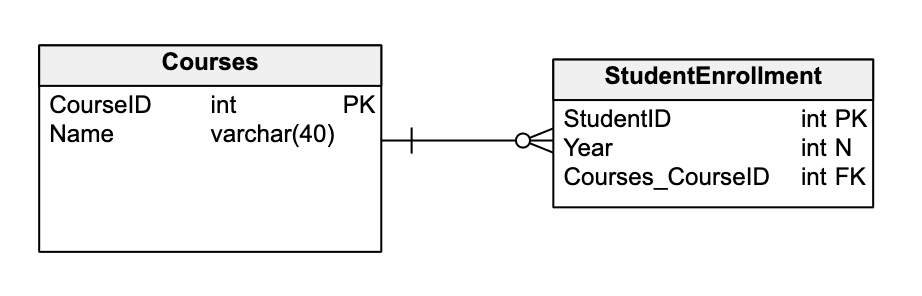 Courses
CourseID int PK
Name varchar(40)
StudentEnrollment
StudentID int PK
Year int N
Courses_CourseID int FK